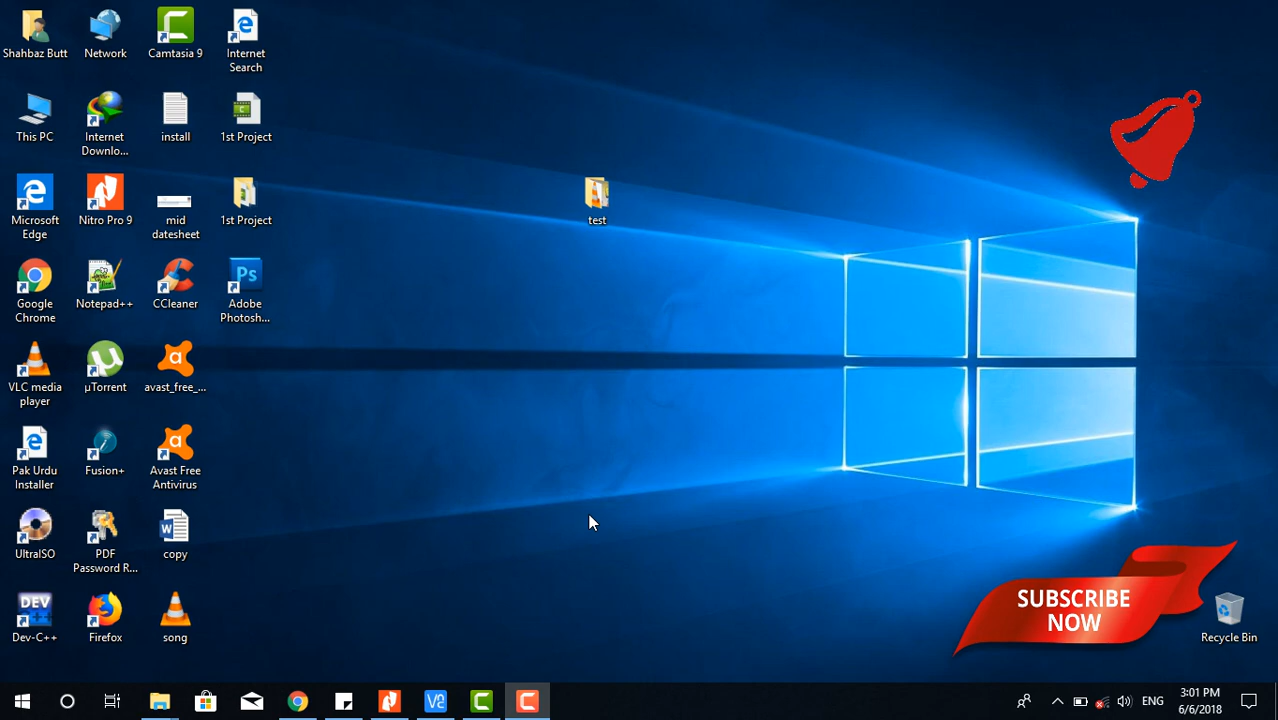 Shahbaz Butt
Network
Camtasia 9
Internet
Search
This PC
Internet
Downlo...
install
1st Project
Microsoft
Edge
Nitro Pro 9
mid
datesheet
1st Project
test
Google
Chrome
Notepad++
CCleaner
Adobe
Photosh...
Ps
VLC media
player
µTorrent
avast_free_...
Pak Urdu
Installer
Fusion+
Avast Free
Antivirus
UltraISO
PDF
Password R...
copy
DEV
Dev-C++
Firefox
song
SUBSCRIBE
NOW
Recycle Bin
ENG
3:01 PM
6/6/2018